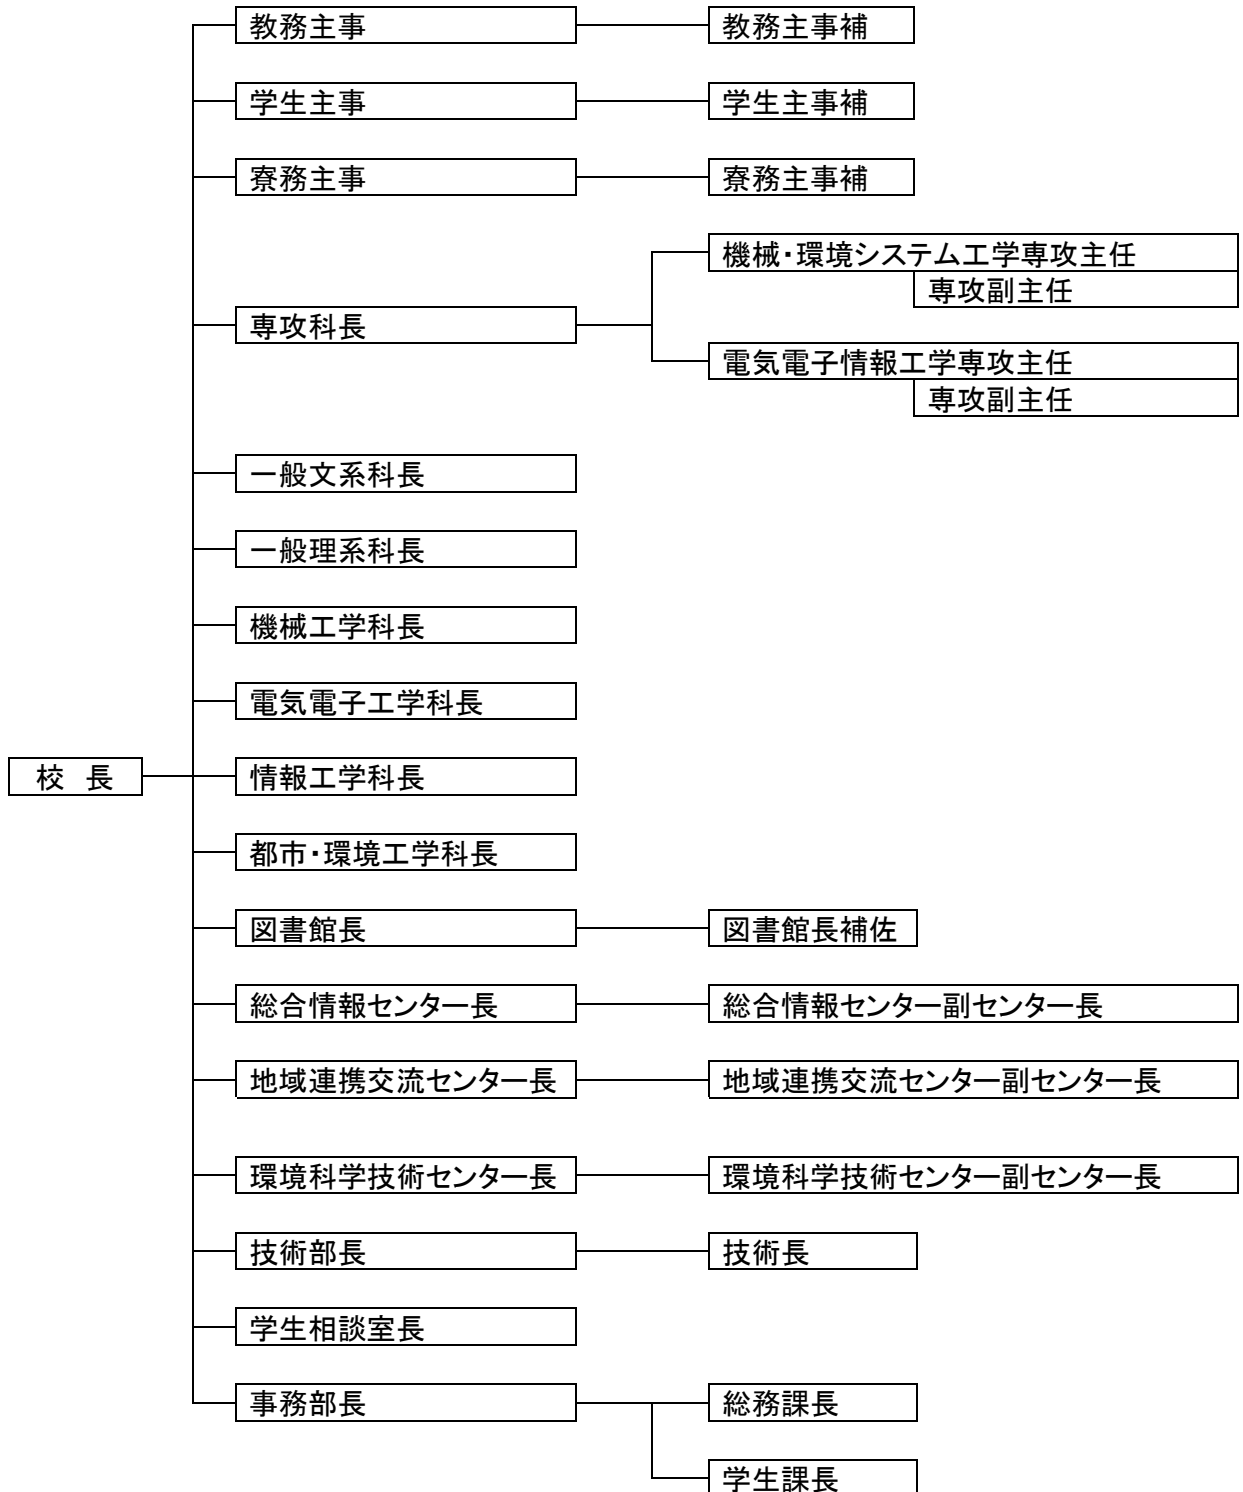 教務主事 教務主事補
学生主事 学生主事補
寮務主事 寮務主事補
機械・環境システム工学専攻主任
専攻副主任
専攻科長
電気電子情報工学専攻主任
専攻副主任
一般文系科長
一般理系科長
機械工学科長
電気電子工学科長
校 長 情報工学科長
都市・環境工学科長
図書館長 図書館長補佐
総合情報センター長 総合情報センター副センター長
地域連携交流センター長 地域連携交流センター副センター長
環境科学技術センター長 環境科学技術センター副センター長
技術部長 技術長
学生相談室長
事務部長 総務課長
学生課長